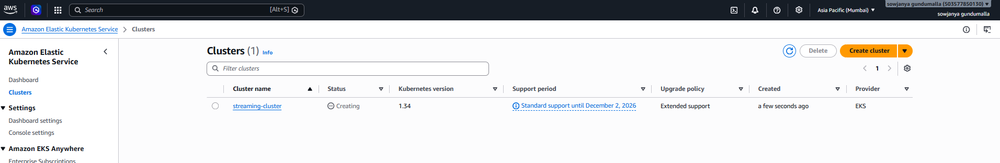 aws Search [Alt+S] Asia Pacific (Mumbai) sowjanya gundumalla (503577850130)
sowjanya gundumalla
Amazon Elastic Kubernetes Service Clusters
Amazon Elastic
Kubernetes Service
Dashboard
Clusters
Settings
Dashboard settings
Console settings
Amazon EKS Anywhere
Enterprise Subscriptions
Clusters (1) Info Delete Create cluster
Filter clusters 1
Cluster name Status Kubernetes version Support period Upgrade policy Created Provider
streaming-cluster Creating 1.34 Standard support until December 2, 2026 Extended support a few seconds ago EKS